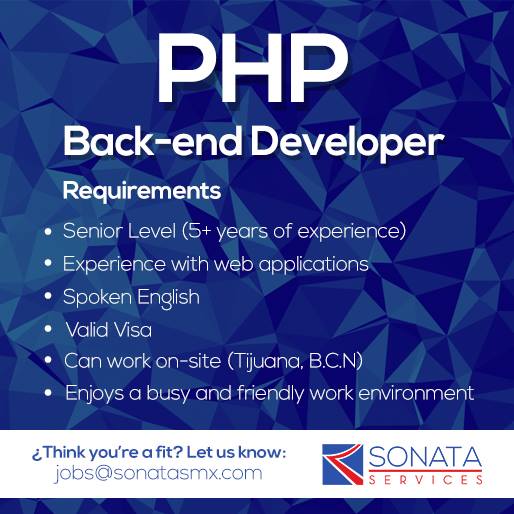 PHP
Back-end Developer
Requirements
• Senior Level (5+ years of experience)
• Experience with web applications
• Spoken English
• Valid Visa
• Can work on-site (Tijuana, B.C.N)
• Enjoys a busy and friendly work environment
¿Think you're a fit? Let us know:
jobs@sonatasmx.com
SONATA
SERVICES